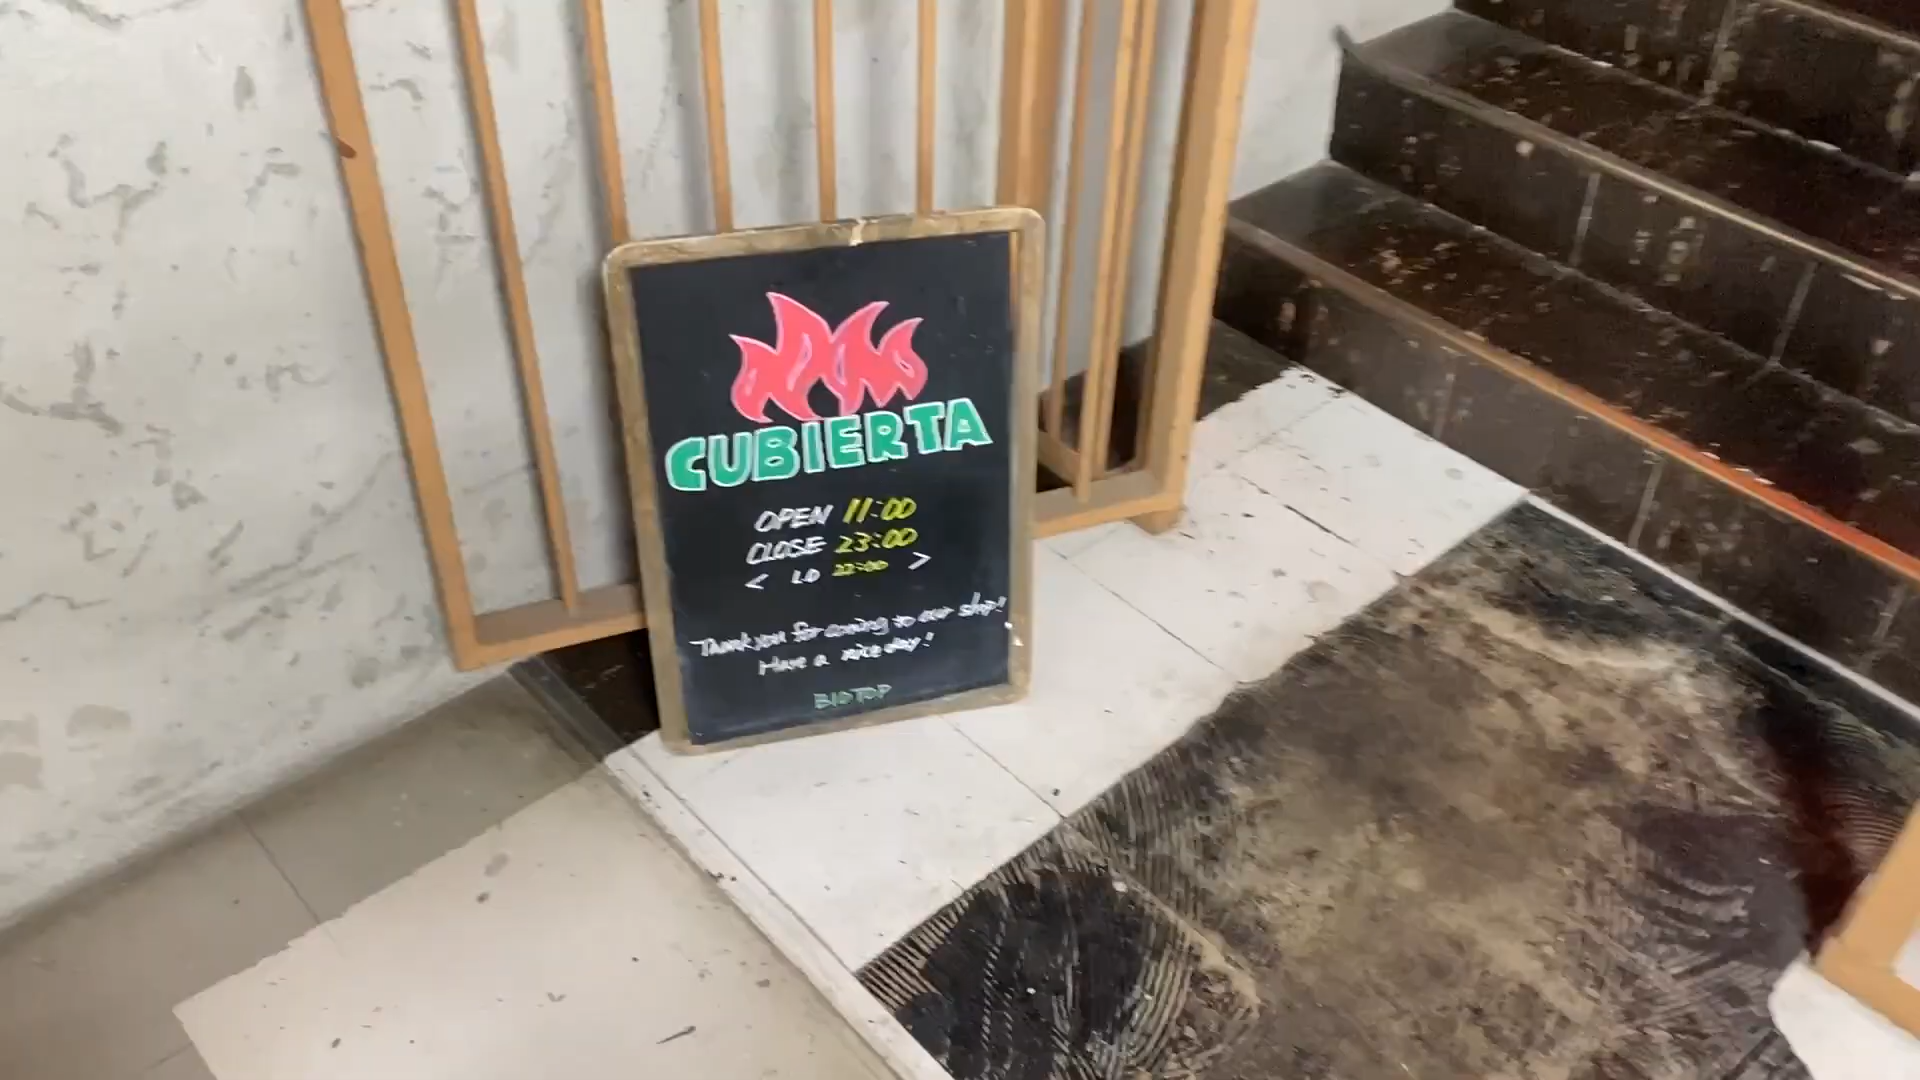 CUBIERTA
OPEN 11:00
CLOSE 23:00
< LO 22:00 >
Thank you for coming to our ship!
Have a nice day!
BIOTOP